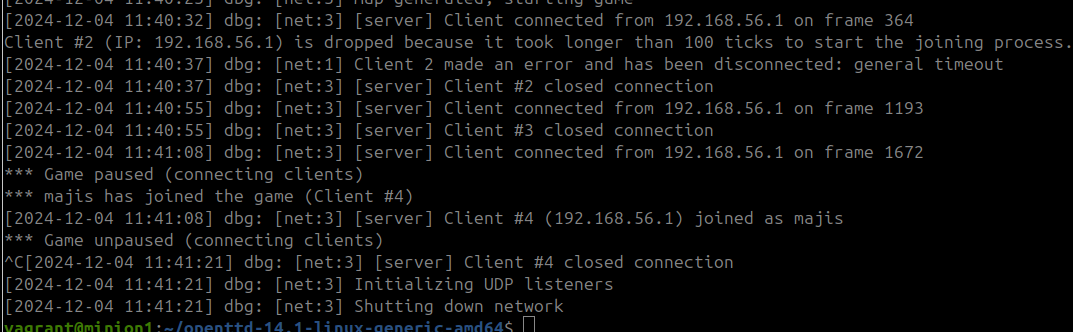 [2024-12-04 11:40:25] dbg: [net:3] Map generated, starting game
[2024-12-04 11:40:32] dbg: [net:3] [server] Client connected from 192.168.56.1 on frame 364
Client #2 (IP: 192.168.56.1) is dropped because it took longer than 100 ticks to start the joining process.
[2024-12-04 11:40:37] dbg: [net:1] Client 2 made an error and has been disconnected: general timeout
[2024-12-04 11:40:37] dbg: [net:3] [server] Client #2 closed connection
[2024-12-04 11:40:55] dbg: [net:3] [server] Client connected from 192.168.56.1 on frame 1193
[2024-12-04 11:40:55] dbg: [net:3] [server] Client #3 closed connection
[2024-12-04 11:41:08] dbg: [net:3] [server] Client connected from 192.168.56.1 on frame 1672
*** Game paused (connecting clients)
*** majis has joined the game (Client #4)
[2024-12-04 11:41:08] dbg: [net:3] [server] Client #4 (192.168.56.1) joined as majis
*** Game unpaused (connecting clients)
^C[2024-12-04 11:41:21] dbg: [net:3] [server] Client #4 closed connection
[2024-12-04 11:41:21] dbg: [net:3] Initializing UDP listeners
[2024-12-04 11:41:21] dbg: [net:3] Shutting down network
vagrant@minion1:~/openttd-14.1-linux-generic-amd64$